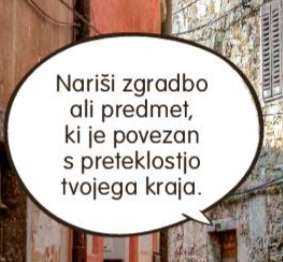 Nariši zgradbo
ali predmet,
ki je povezan
s preteklostjo
tvojega kraja.